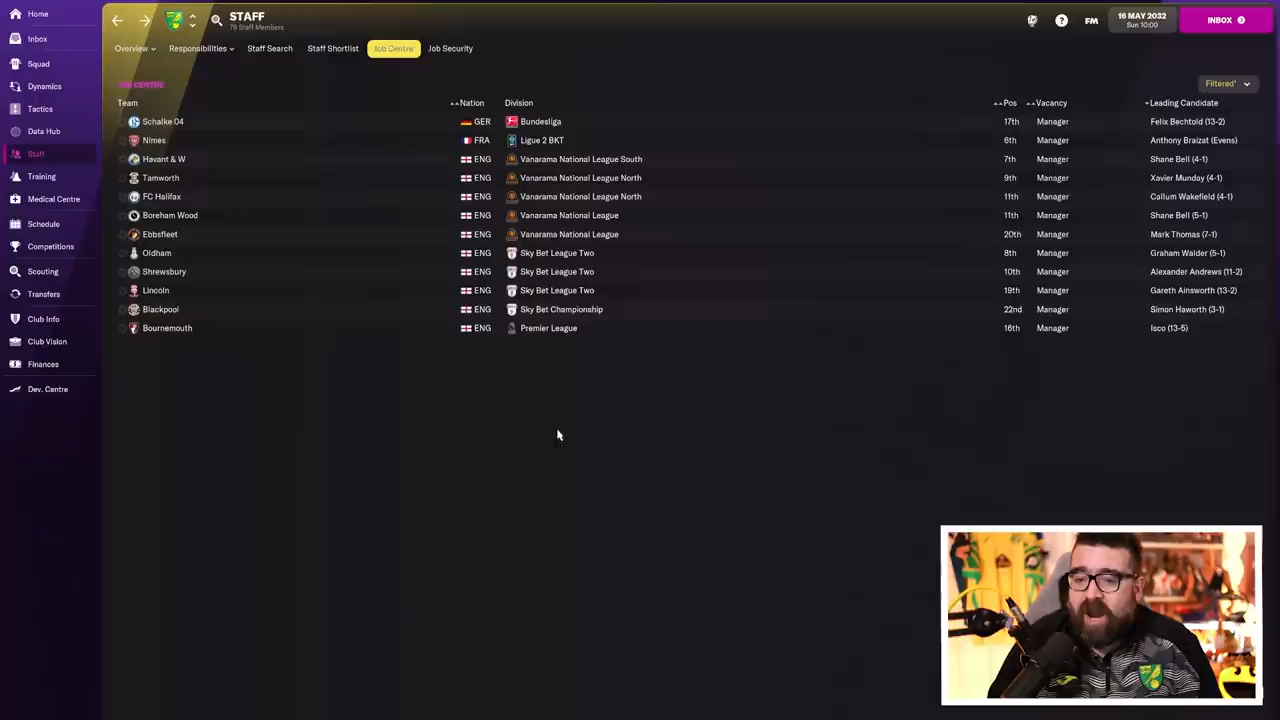 Home
Inbox
Squad
Dynamics
Tactics
Data Hub
Staff
Training
Medical Centre
Schedule
Competitions
Scouting
Transfers
Club Info
Club Vision
Finances
Dev. Centre
STAFF
79 Staff Members
FM
16 MAY 2032
Sun 10:00
INBOX
Overview Responsibilities Staff Search Staff Shortlist Job Centre Job Security
JOB CENTRE
Filtered*
Team Nation Division Pos Vacancy Leading Candidate
Schalke 04 GER Bundesliga 17th Manager Felix Bechtold (13-2)
Nîmes FRA Ligue 2 BKT 6th Manager Anthony Braizat (Evens)
Havant & W ENG Vanarama National League South 7th Manager Shane Bell (4-1)
Tamworth ENG Vanarama National League North 9th Manager Xavier Munday (4-1)
FC Halifax ENG Vanarama National League North 11th Manager Callum Wakefield (4-1)
Boreham Wood ENG Vanarama National League 11th Manager Shane Bell (5-1)
Ebbsfleet ENG Vanarama National League 20th Manager Mark Thomas (7-1)
Oldham ENG Sky Bet League Two 8th Manager Graham Walder (5-1)
Shrewsbury ENG Sky Bet League Two 10th Manager Alexander Andrews (11-2)
Lincoln ENG Sky Bet League Two 19th Manager Gareth Ainsworth (13-2)
Blackpool ENG Sky Bet Championship 22nd Manager Simon Haworth (3-1)
Bournemouth ENG Premier League 16th Manager Isco (13-5)